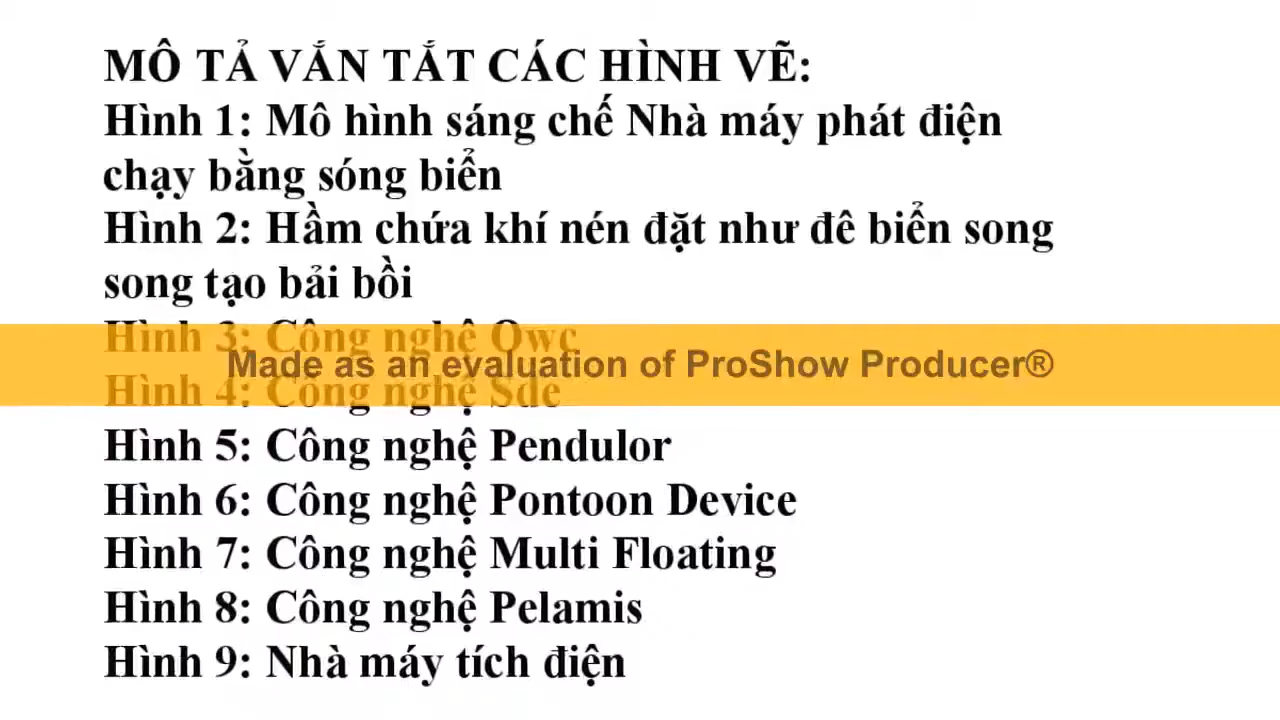 MÔ TẢ VẮN TẮT CÁC HÌNH VẼ:
Hình 1: Mô hình sáng chế Nhà máy phát điện
chạy bằng sóng biển
Hình 2: Hầm chứa khí nén đặt như đê biển song
song tạo bải bồi
Hình 3: Công nghệ Owc
Made as an evaluation of ProShow Producer®
Hình 4: Công nghệ Sde
Hình 5: Công nghệ Pendulor
Hình 6: Công nghệ Pontoon Device
Hình 7: Công nghệ Multi Floating
Hình 8: Công nghệ Pelamis
Hình 9: Nhà máy tích điện